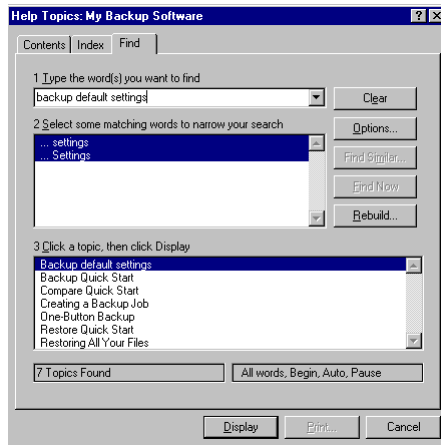 Help Topics: My Backup Software
Contents Index Find
1 Type the word(s) you want to find
backup default settings
Clear
2 Select some matching words to narrow your search
Options...
... settings
... Settings
Find Similar...
Find Now
Rebuild...
3 Click a topic, then click Display
Backup default settings
Backup Quick Start
Compare Quick Start
Creating a Backup Job
One-Button Backup
Restore Quick Start
Restoring All Your Files
7 Topics Found All words, Begin, Auto, Pause
Display Print... Cancel